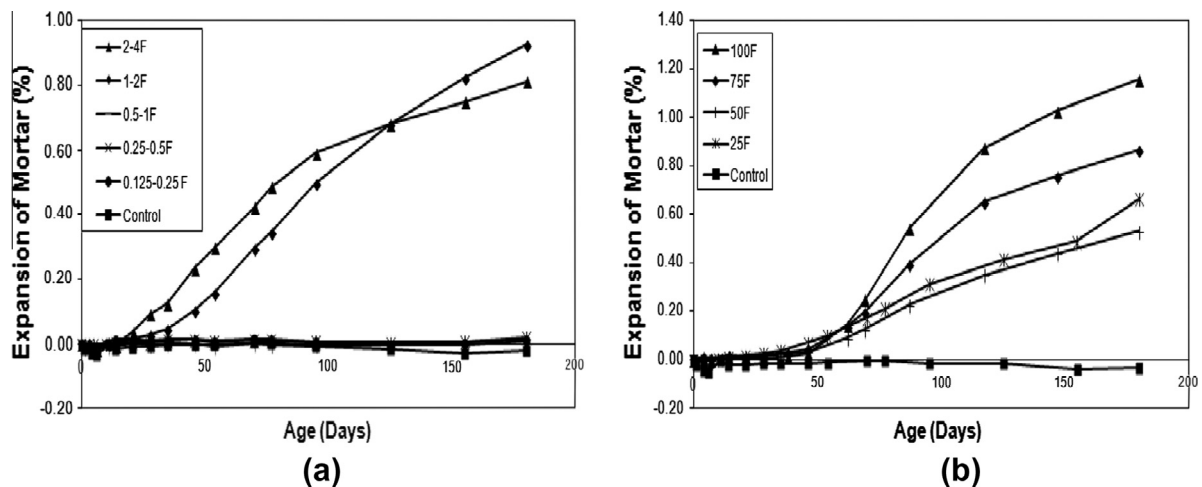 1.00
0.80
0.60
0.40
0.20
0.00
-0.20
Expansion of Mortar (%)
2-4F
1-2F
0.5-1F
0.25-0.5F
0.125-0.25F
Control
0
50
100
150
200
Age (Days)
(a)
1.40
1.20
1.00
0.80
0.60
0.40
0.20
0.00
-0.20
Expansion of Mortar (%)
100F
75F
50F
25F
Control
0
50
100
150
200
Age (Days)
(b)